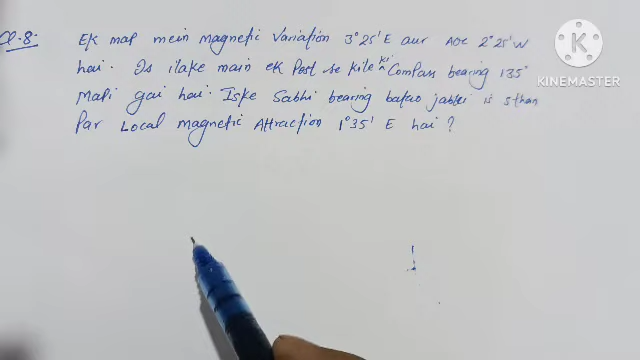 Q.8. Ek map mein magnetic variation 3° 25' E aur AOC 2° 25' W
hai. Is ilake main ek Post se kile ki Compass bearing 135°
Mapi gai hai. Iske Sabhi bearing batao jabki is sthan
Par Local magnetic Attraction 1° 35' E hai ?
K
KINEMASTER